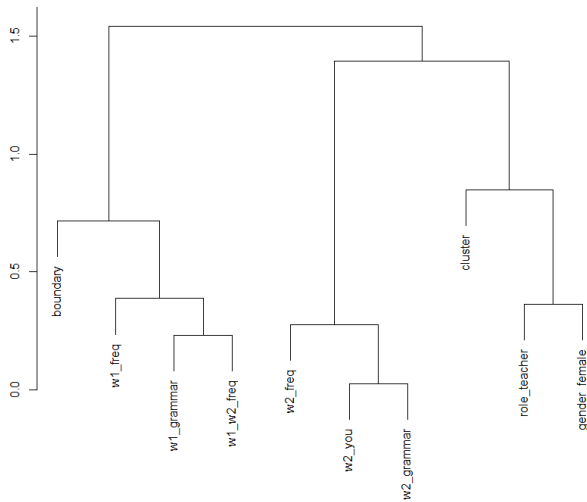 1.5
1.0
0.5
0.0
boundary
w1_freq
w1_grammar
w1_w2_freq
w2_freq
w2_you
w2_grammar
cluster
role_teacher
gender_female